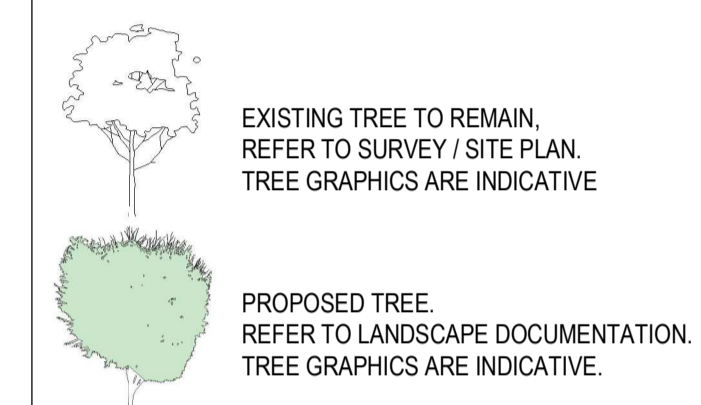 EXISTING TREE TO REMAIN,
REFER TO SURVEY / SITE PLAN.
TREE GRAPHICS ARE INDICATIVE
PROPOSED TREE.
REFER TO LANDSCAPE DOCUMENTATION.
TREE GRAPHICS ARE INDICATIVE.